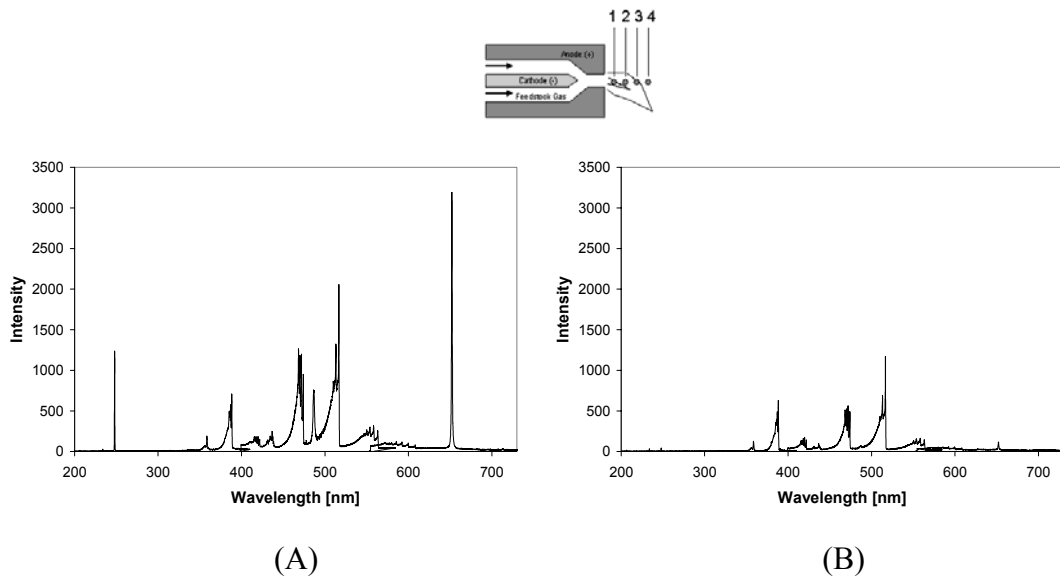 1 2 3 4
Anode (+)
Cathode (-)
Feedstock Gas
3500
3000
2500
2000
1500
1000
500
0
Intensity
200 300 400 500 600 700
Wavelength [nm]
(A)
3500
3000
2500
2000
1500
1000
500
0
Intensity
200 300 400 500 600 700
Wavelength [nm]
(B)